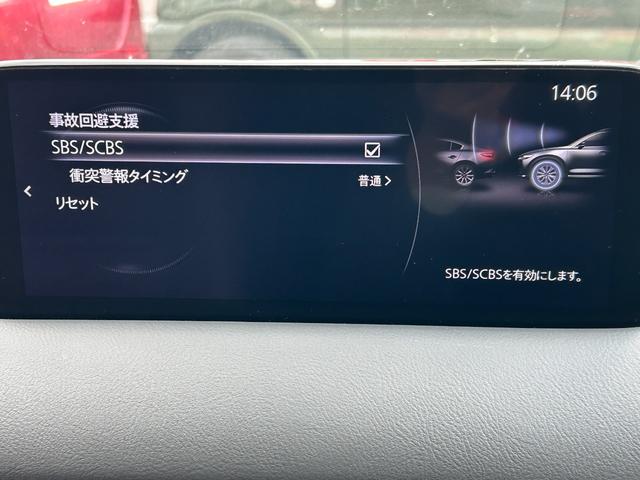 14:06
事故回避支援
SBS/SCBS
衝突警報タイミング
普通
リセット
SBS/SCBSを有効にします。